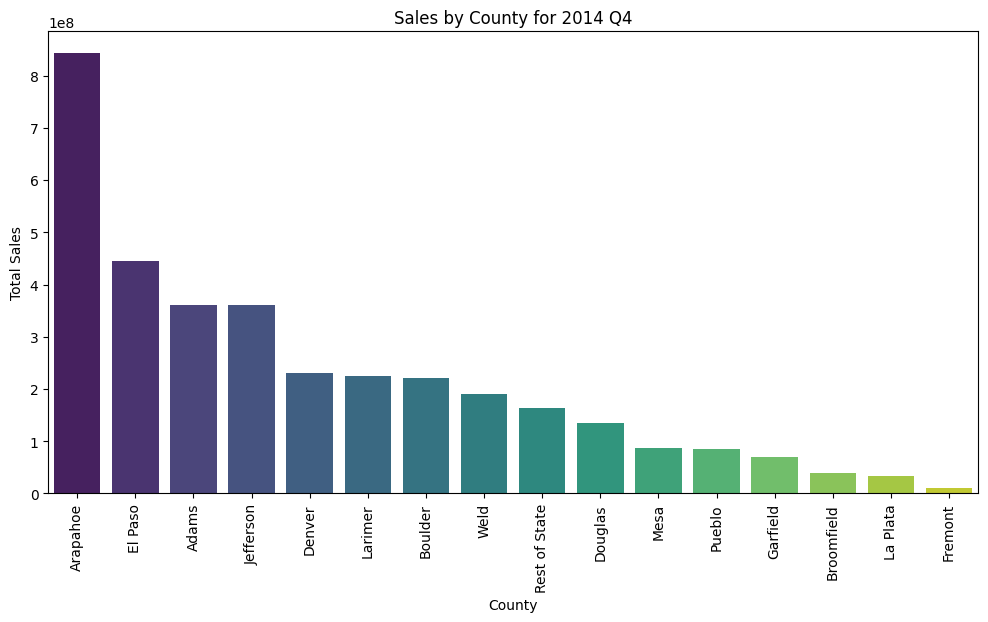 Sales by County for 2014 Q4
1e8
Total Sales
8
7
6
5
4
3
2
1
0
Arapahoe
El Paso
Adams
Jefferson
Denver
Larimer
Boulder
Weld
Rest of State
Douglas
Mesa
Pueblo
Garfield
Broomfield
La Plata
Fremont
County